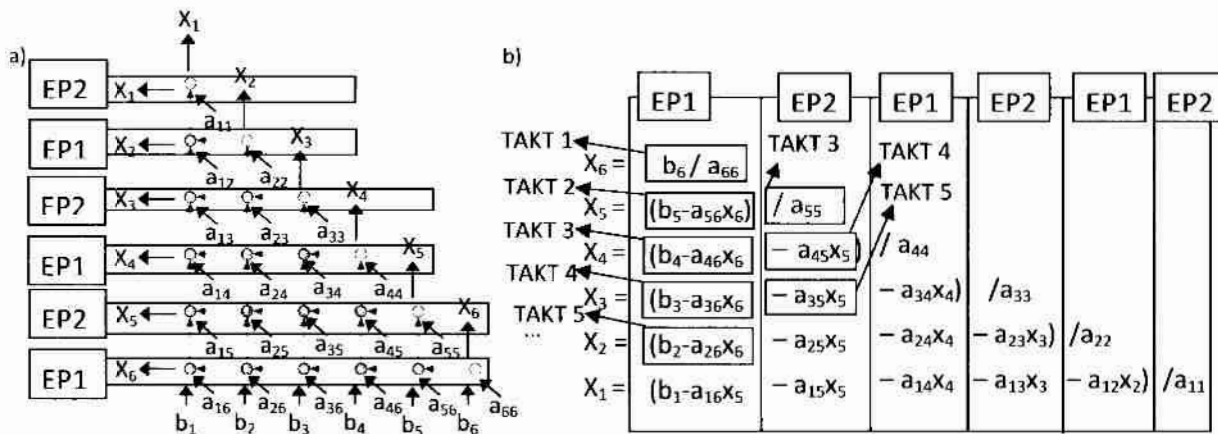 a)
X₁
EP2 X₁ X₂
a₁₁
EP1 X₂ X₃
a₁₂ a₂₂
EP2 X₃ X₄
a₁₃ a₂₃ a₃₃
EP1 X₄ X₅
a₁₄ a₂₄ a₃₄ a₄₄
EP2 X₅ X₆
a₁₅ a₂₅ a₃₅ a₄₅ a₅₅
EP1 X₆
a₁₆ a₂₆ a₃₆ a₄₆ a₅₆ a₆₆
b₁ b₂ b₃ b₄ b₅ b₆
b)
EP1 EP2 EP1 EP2 EP1 EP2
TAKT 1 TAKT 3 TAKT 4
X₆ = b₆ / a₆₆
TAKT 2 TAKT 5
X₅ = (b₅-a₅₆x₆) / a₅₅
TAKT 3
X₄ = (b₄-a₄₆x₆ - a₄₅x₅) / a₄₄
TAKT 4
X₃ = (b₃-a₃₆x₆ - a₃₅x₅ - a₃₄x₄) /a₃₃
TAKT 5
...
X₂ = (b₂-a₂₆x₆ - a₂₅x₅ - a₂₄x₄ - a₂₃x₃) /a₂₂
X₁ = (b₁-a₁₆x₅ - a₁₅x₅ - a₁₄x₄ - a₁₃x₃ - a₁₂x₂) /a₁₁